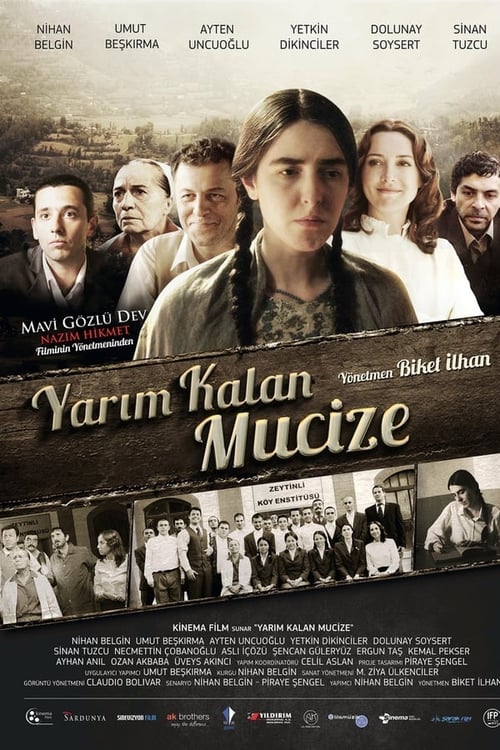 NİHAN BELGİN
UMUT BEŞKIRMA
AYTEN UNCUOĞLU
YETKİN DİKİNCİLER
DOLUNAY SOYSERT
SİNAN TUZCU
MAVİ GÖZLÜ DEV
NAZIM HİKMET
Filminin Yönetmeninden
Yarım Kalan
Mucize
Yönetmen Biket İlhan
ZEYTİNLİ
KÖY ENSTİTÜSÜ
KİNEMA FİLM SUNAR "YARIM KALAN MUCİZE"
NİHAN BELGİN UMUT BEŞKIRMA AYTEN UNCUOĞLU YETKİN DİKİNCİLER DOLUNAY SOYSERT
SİNAN TUZCU NECMETTİN ÇOBANOĞLU ASLI İÇÖZÜ ŞENCAN GÜLERYÜZ ERGUN TAŞ KEMAL PEKSER
AYHAN ANIL OZAN AKBABA ÜVEYS AKINCI YAPIM KOORDİNATÖRÜ CELİL ASLAN PROJE TASARIMI PİRAYE ŞENGEL
UYGULAYICI YAPIMCI UMUT BEŞKIRMA KURGU NİHAN BELGİN SANAT YÖNETMENİ M. ZİYA ÜLKENCİLER
GÖRÜNTÜ YÖNETMENİ CLAUDIO BOLIVAR SENARYO NİHAN BELGİN - PİRAYE ŞENGEL YAPIMCI NİHAN BELGİN YÖNETMEN BİKET İLHAN
SARDUNYA
SİNEVİZYON FİLM
ak brothers
YILDIRIM
sinema